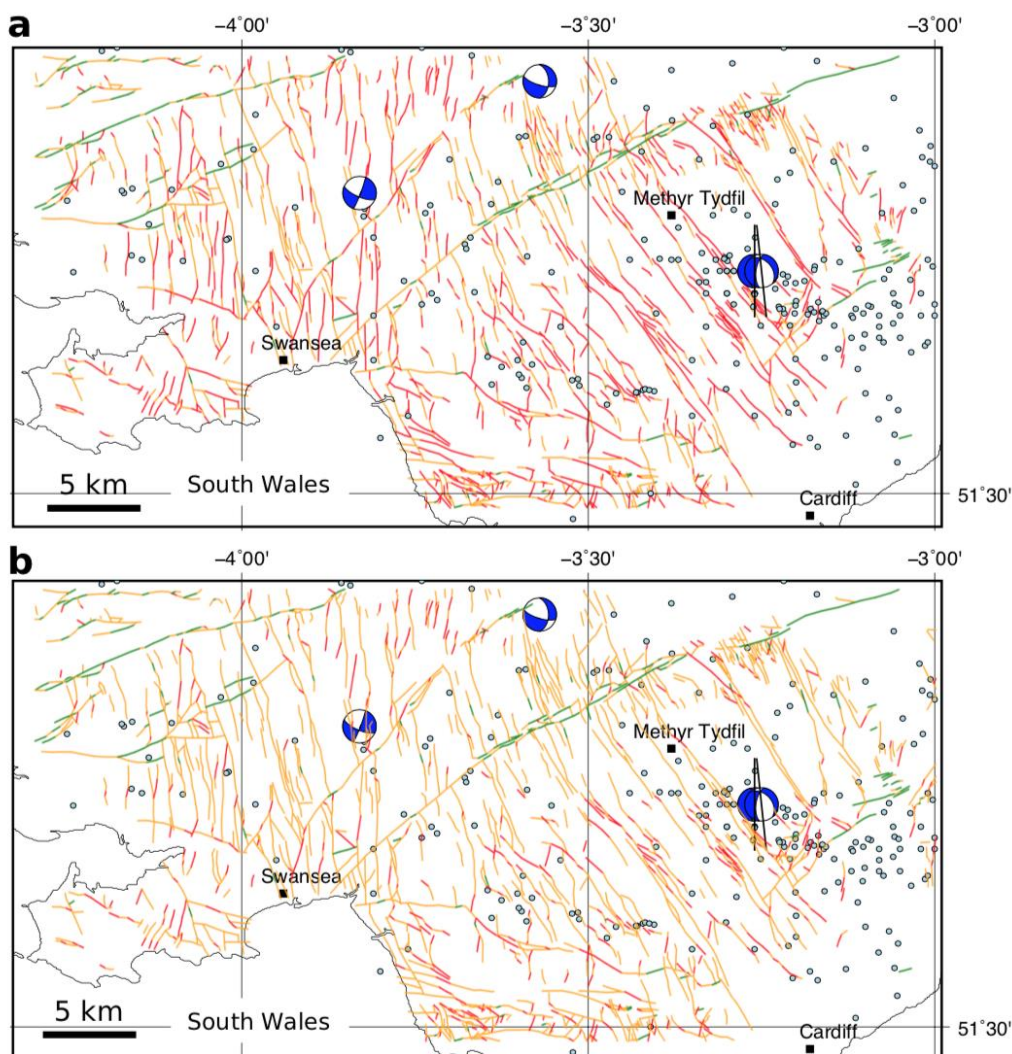 a
−4˚00'
−3˚30'
−3˚00'
Methyr Tydfil
Swansea
5 km
South Wales
51˚30'
Cardiff
b
−4˚00'
−3˚30'
−3˚00'
Methyr Tydfil
Swansea
5 km
South Wales
51˚30'
Cardiff